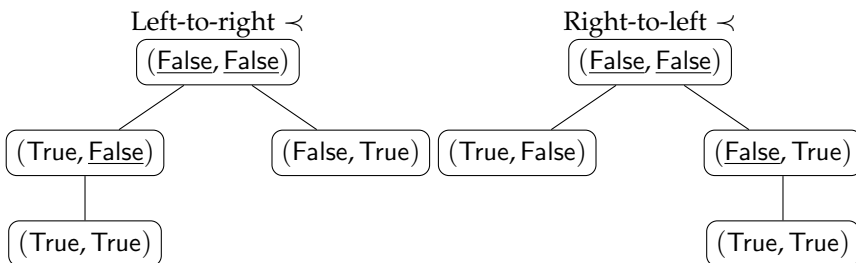 Left-to-right ≺
(False, False)
(True, False)
(False, True)
(True, True)
Right-to-left ≺
(False, False)
(True, False)
(False, True)
(True, True)